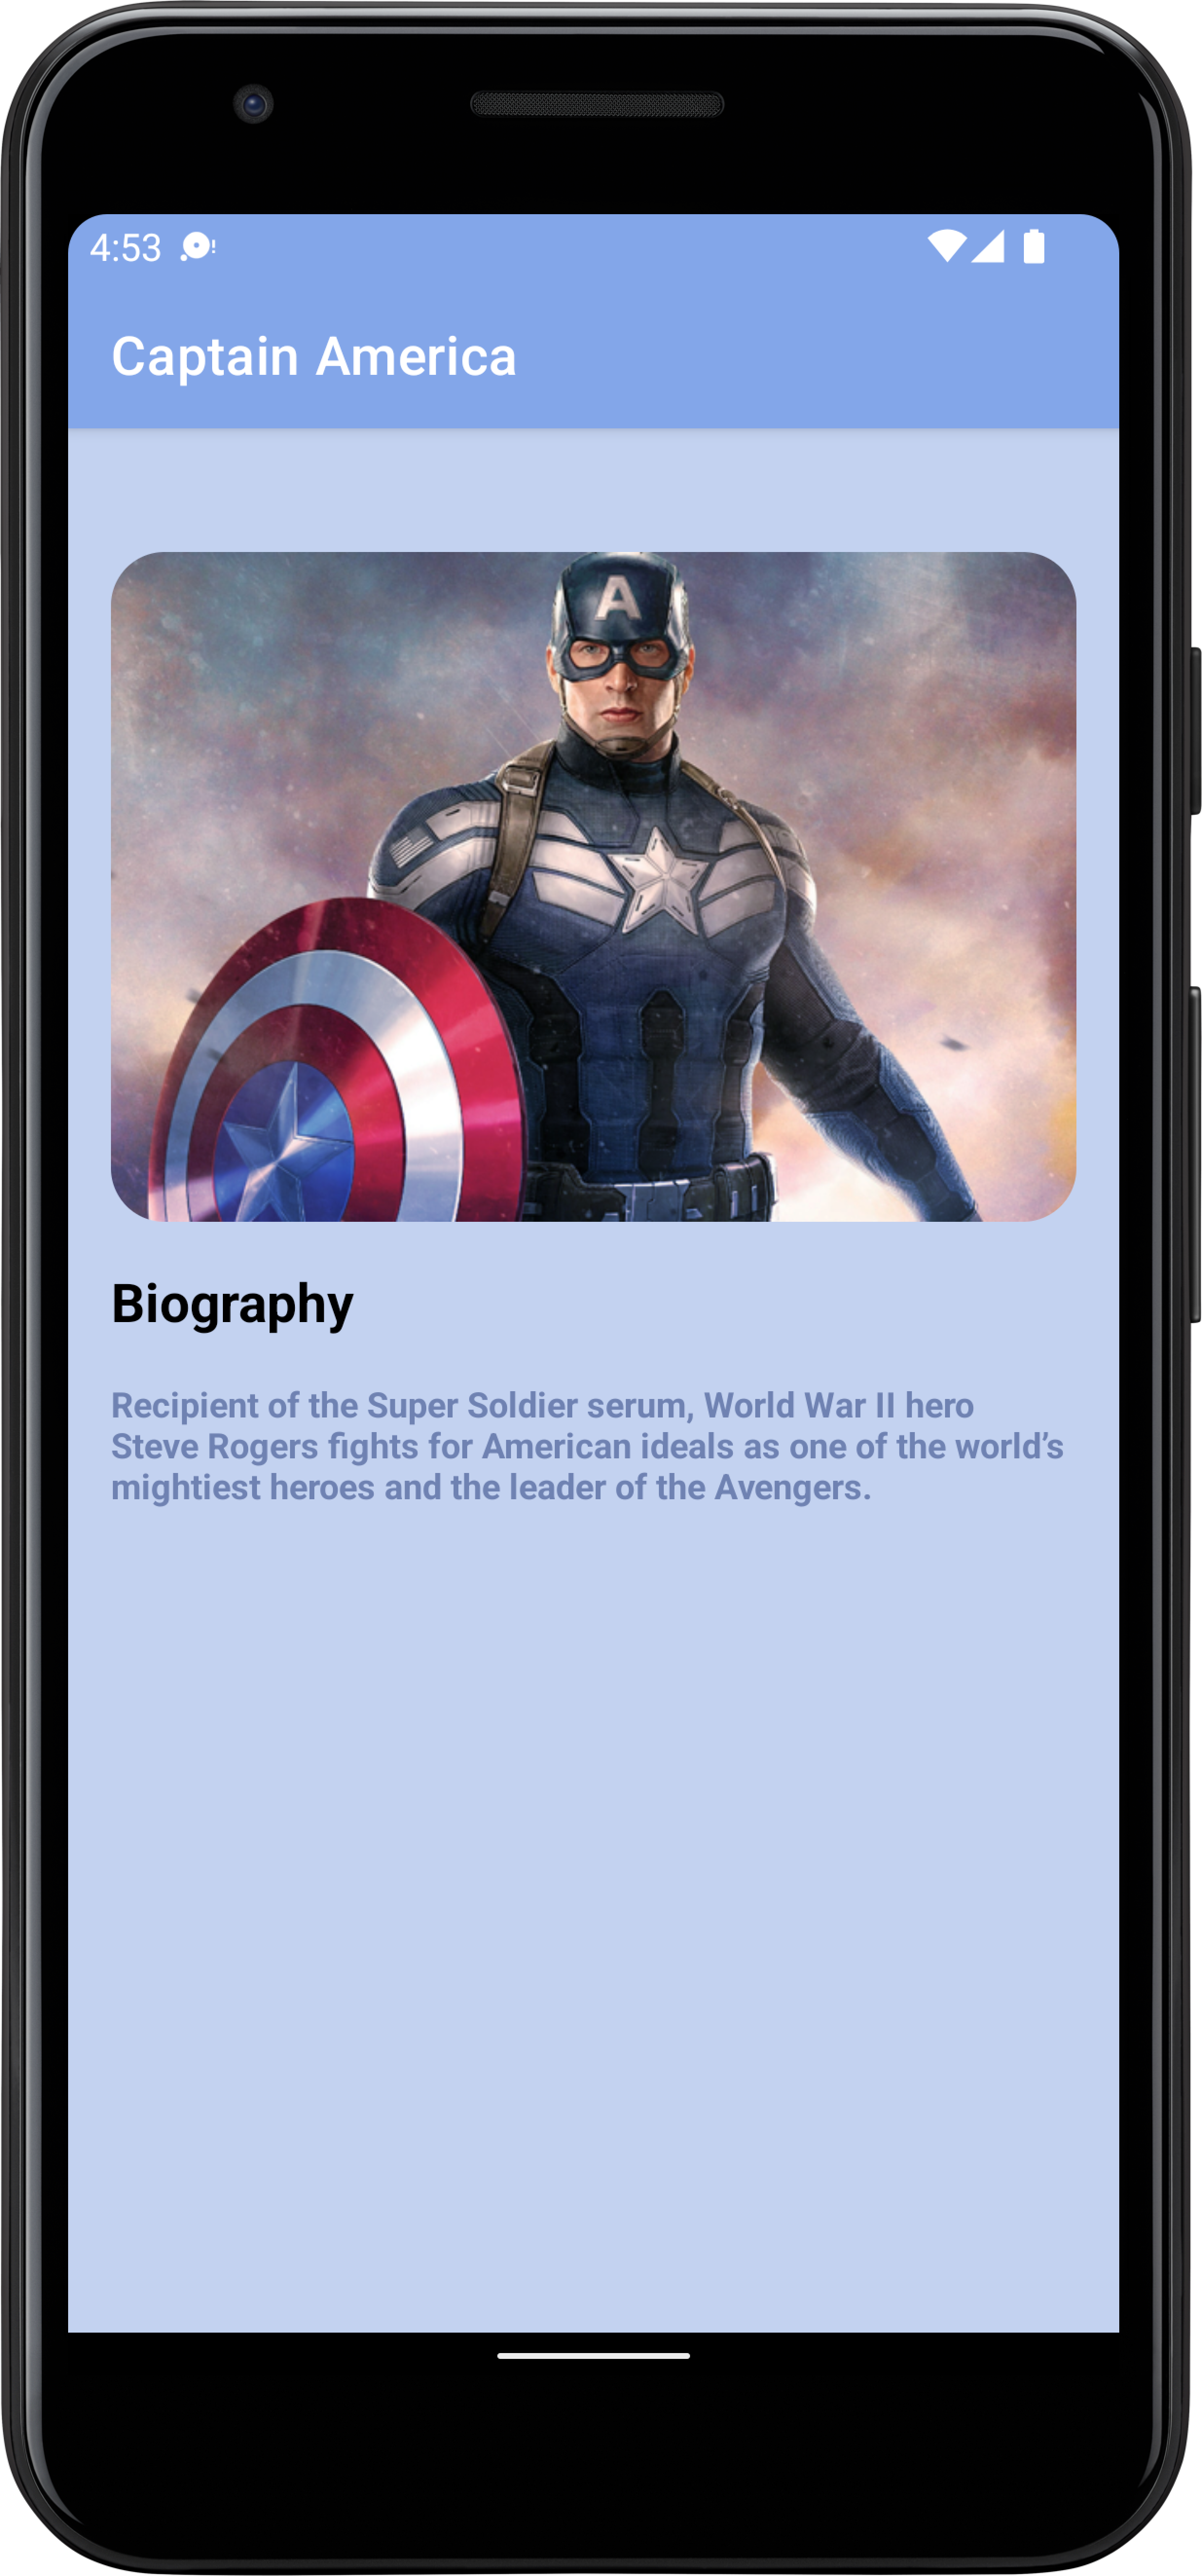 4:53
Captain America
A
Biography
Recipient of the Super Soldier serum, World War II hero
Steve Rogers fights for American ideals as one of the world’s
mightiest heroes and the leader of the Avengers.